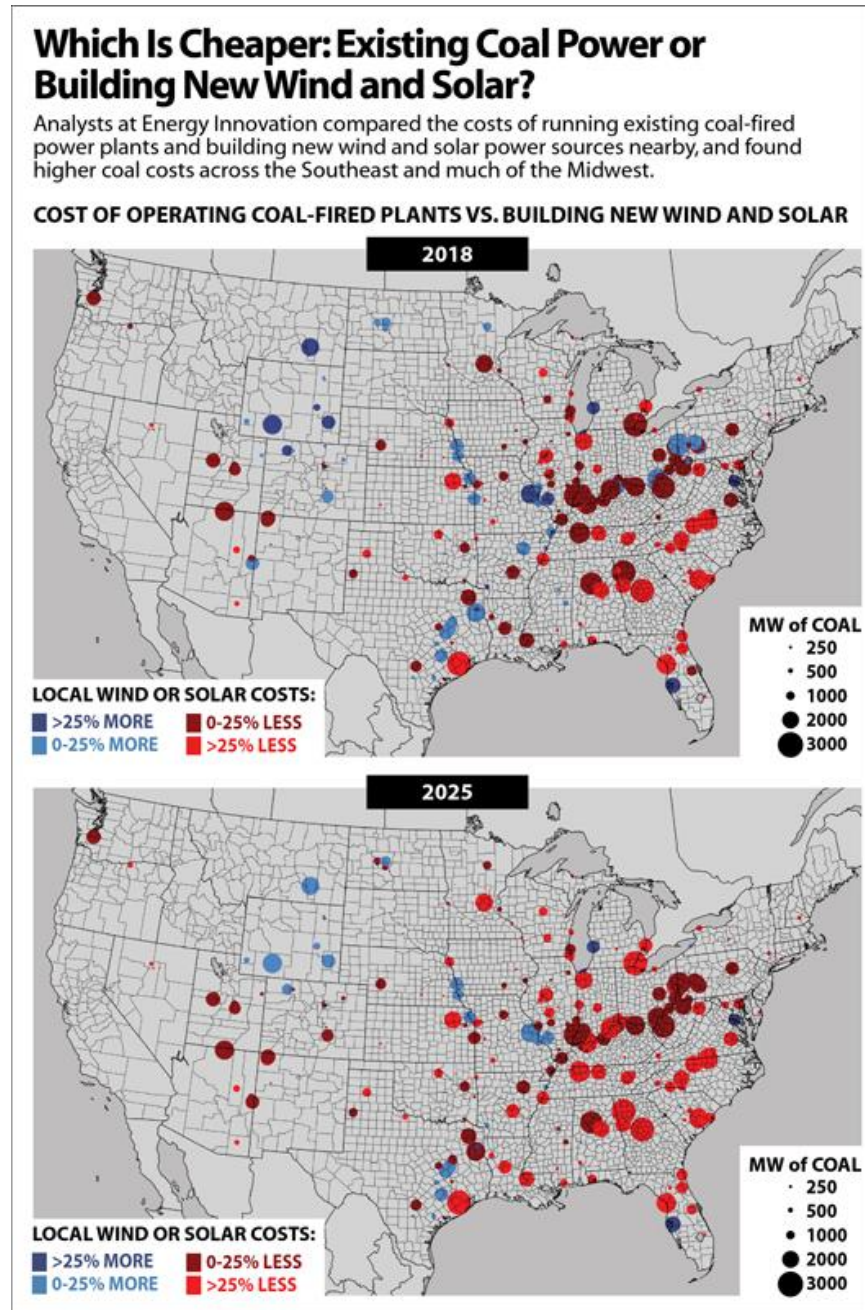 Which Is Cheaper: Existing Coal Power or
Building New Wind and Solar?
Analysts at Energy Innovation compared the costs of running existing coal-fired
power plants and building new wind and solar power sources nearby, and found
higher coal costs across the Southeast and much of the Midwest.
COST OF OPERATING COAL-FIRED PLANTS VS. BUILDING NEW WIND AND SOLAR
2018
MW of COAL
250
500
1000
2000
3000
LOCAL WIND OR SOLAR COSTS:
>25% MORE 0-25% LESS
0-25% MORE >25% LESS
2025
MW of COAL
250
500
1000
2000
3000
LOCAL WIND OR SOLAR COSTS:
>25% MORE 0-25% LESS
0-25% MORE >25% LESS